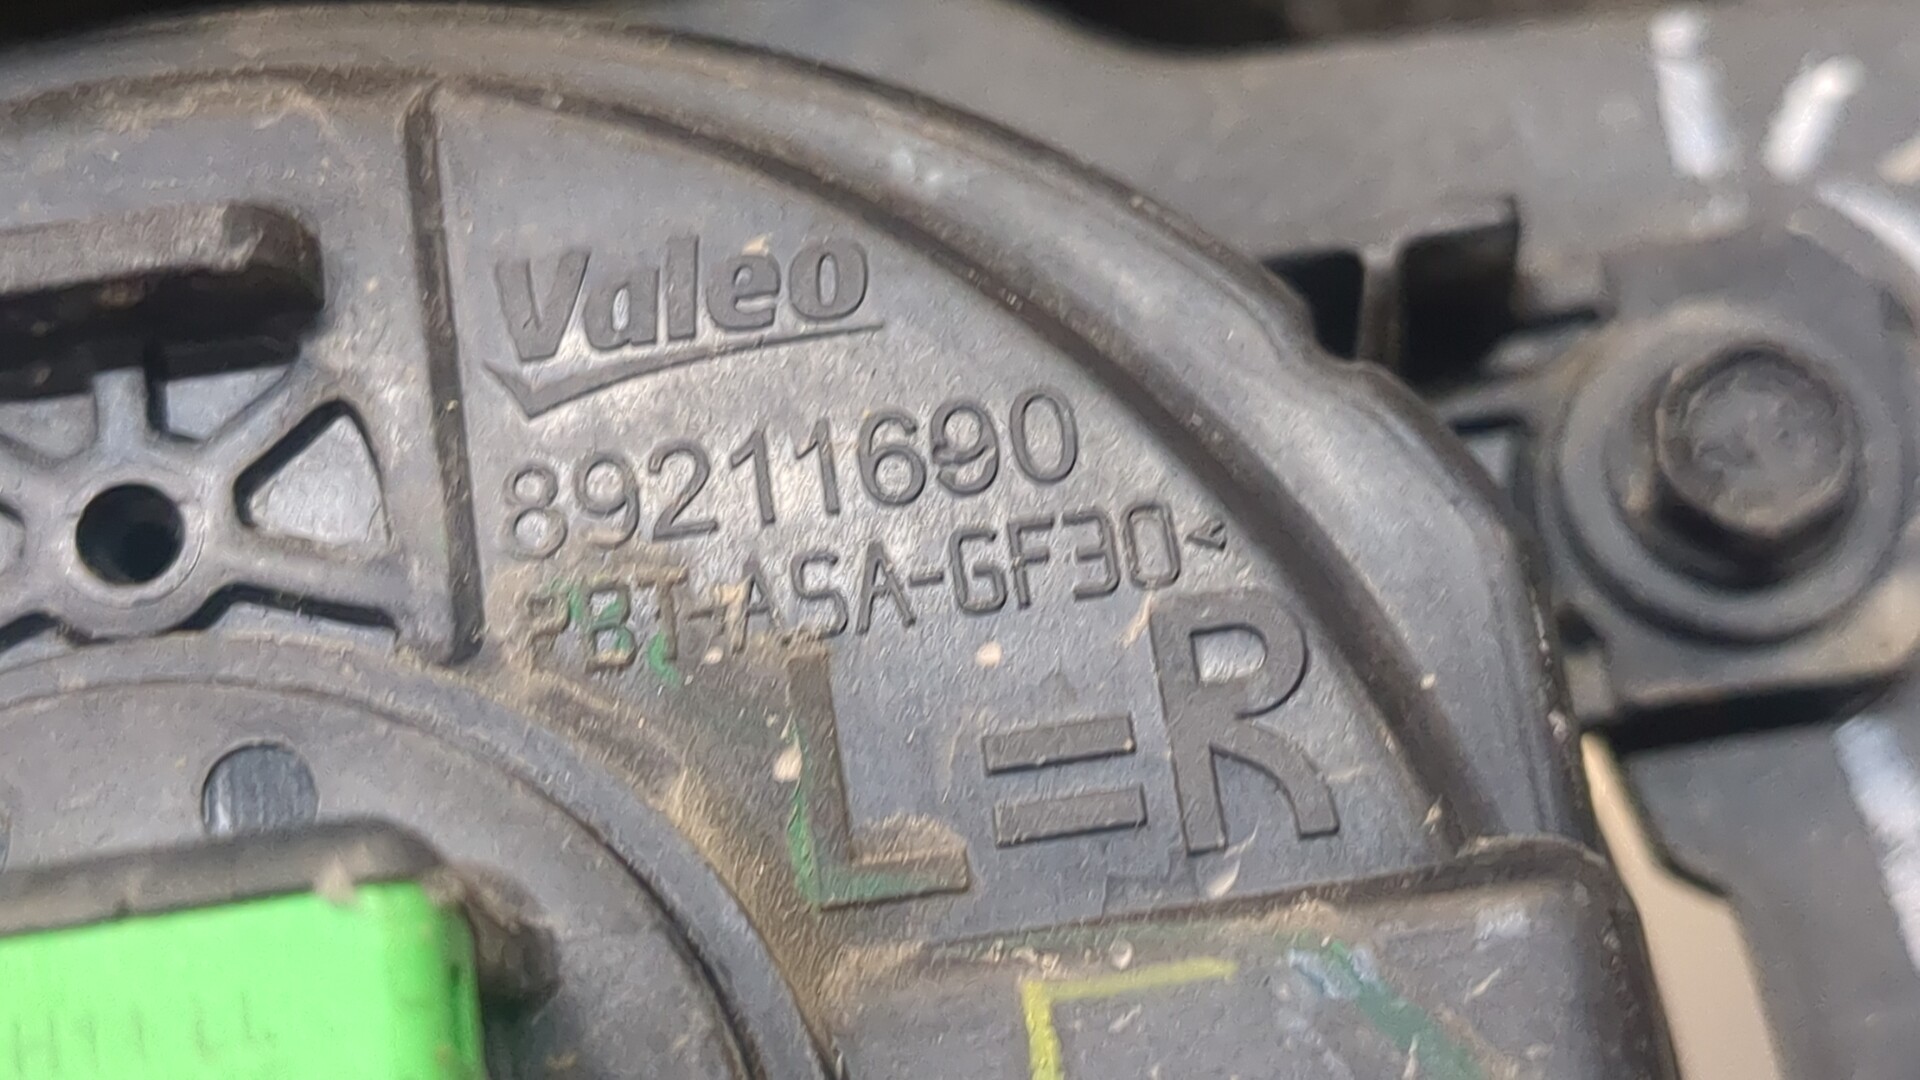 Valeo
89211690
PBT-ASA-GF30<
L=R